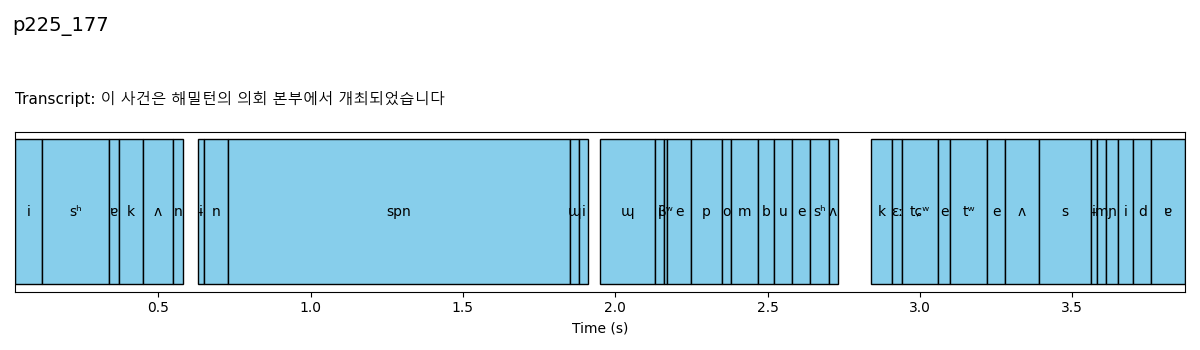 p225_177
Transcript: 이 사건은 해밀턴의 의회 본부에서 개최되었습니다
i sʰ ɐ k ʌ n ɨ n spn ɰ i ɰ β̞ʷ e p o m b u e sʰ ʌ k ɛː tɕʷ e tʷ e ʌ s ɨ m ɲ i d ɐ
0.5 1.0 1.5 2.0 2.5 3.0 3.5
Time (s)